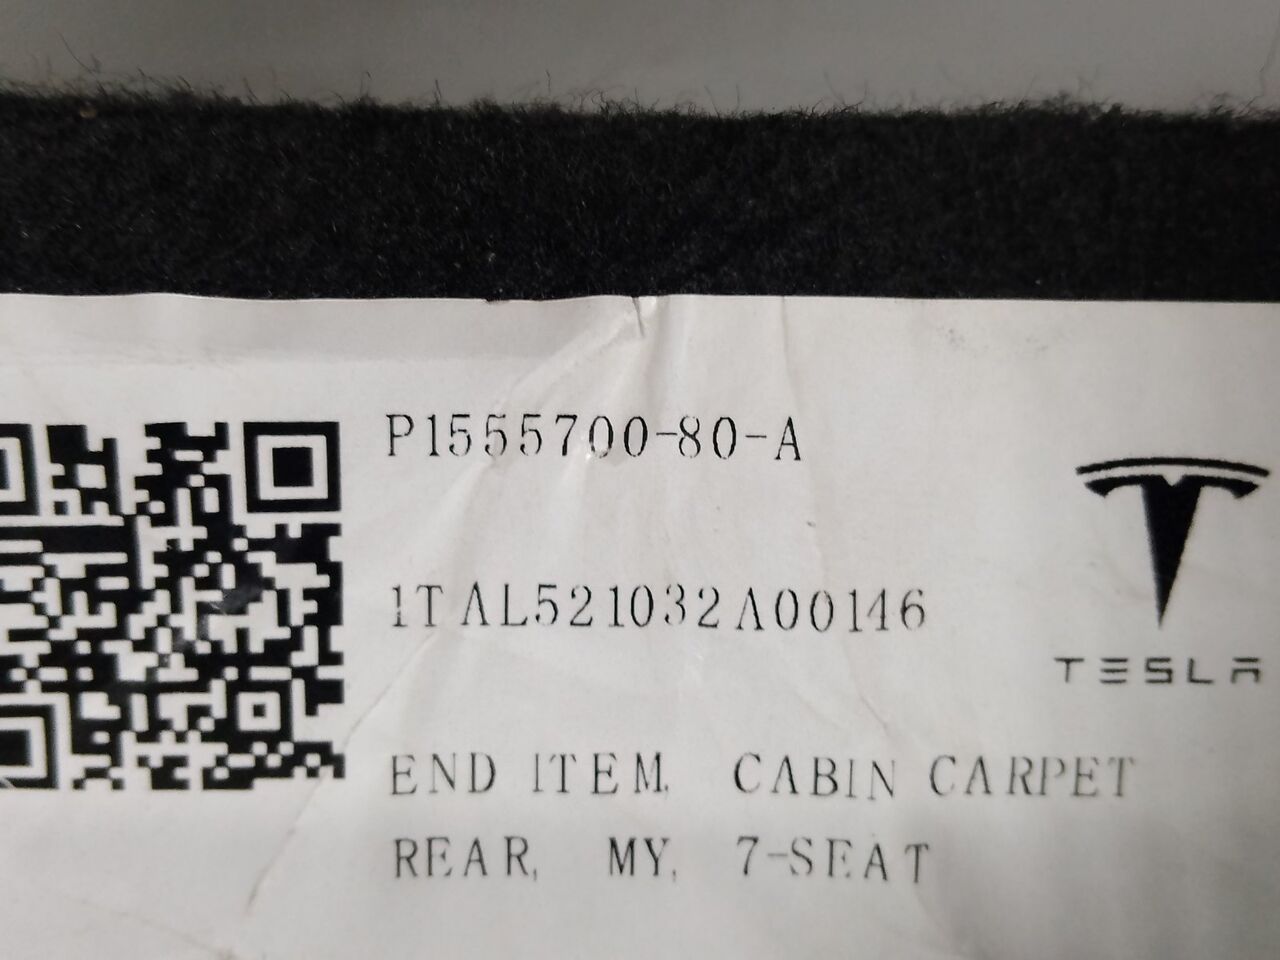 P1555700-80-A
1TAL521032A00146
TESLA
END ITEM, CABIN CARPET
REAR, MY, 7-SEAT